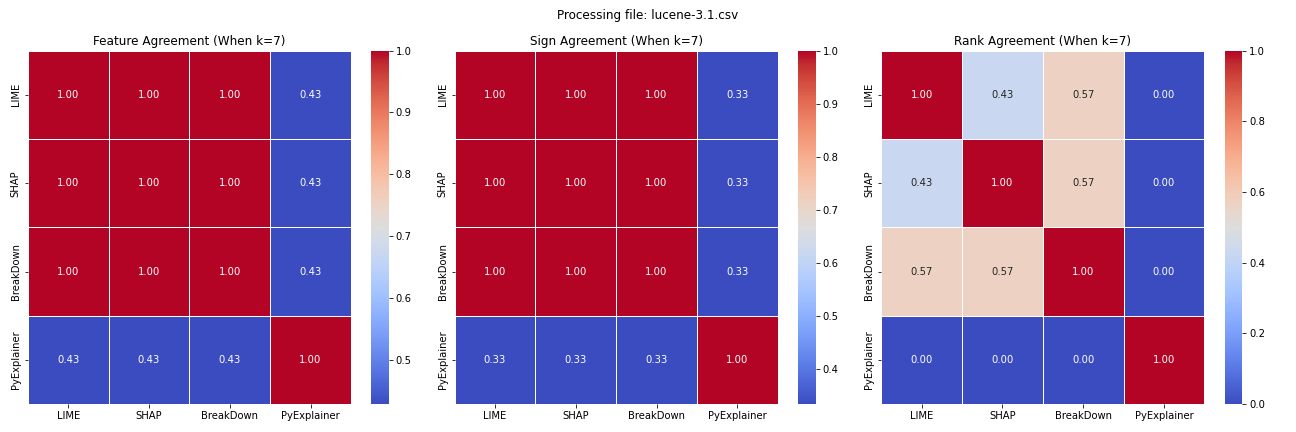 Processing file: lucene-3.1.csv
Feature Agreement (When k=7)
LIME 1.00 1.00 1.00 0.43
SHAP 1.00 1.00 1.00 0.43
BreakDown 1.00 1.00 1.00 0.43
PyExplainer 0.43 0.43 0.43 1.00
LIME SHAP BreakDown PyExplainer
1.0
0.9
0.8
0.7
0.6
0.5
Sign Agreement (When k=7)
LIME 1.00 1.00 1.00 0.33
SHAP 1.00 1.00 1.00 0.33
BreakDown 1.00 1.00 1.00 0.33
PyExplainer 0.33 0.33 0.33 1.00
LIME SHAP BreakDown PyExplainer
1.0
0.9
0.8
0.7
0.6
0.5
0.4
Rank Agreement (When k=7)
LIME 1.00 0.43 0.57 0.00
SHAP 0.43 1.00 0.57 0.00
BreakDown 0.57 0.57 1.00 0.00
PyExplainer 0.00 0.00 0.00 1.00
LIME SHAP BreakDown PyExplainer
1.0
0.8
0.6
0.4
0.2
0.0